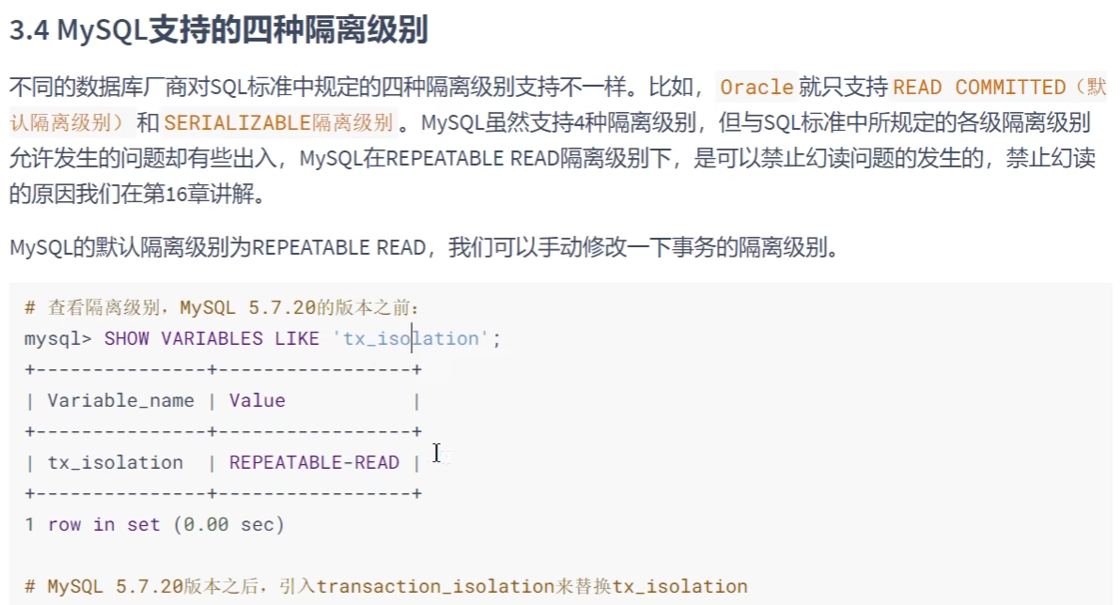 3.4 MySQL支持的四种隔离级别
不同的数据库厂商对SQL标准中规定的四种隔离级别支持不一样。比如，Oracle就只支持READ COMMITTED（默
认隔离级别）和SERIALIZABLE隔离级别。MySQL虽然支持4种隔离级别，但与SQL标准中所规定的各级隔离级别
允许发生的问题却有些出入，MySQL在REPEATABLE READ隔离级别下，是可以禁止幻读问题的发生的，禁止幻读
的原因我们在第16章讲解。
MySQL的默认隔离级别为REPEATABLE READ，我们可以手动修改一下事务的隔离级别。
# 查看隔离级别，MySQL 5.7.20的版本之前：
mysql> SHOW VARIABLES LIKE 'tx_isolation';
+---------------+-----------------+
| Variable_name | Value           |
+---------------+-----------------+
| tx_isolation  | REPEATABLE-READ |
+---------------+-----------------+
1 row in set (0.00 sec)
# MySQL 5.7.20版本之后，引入transaction_isolation来替换tx_isolation